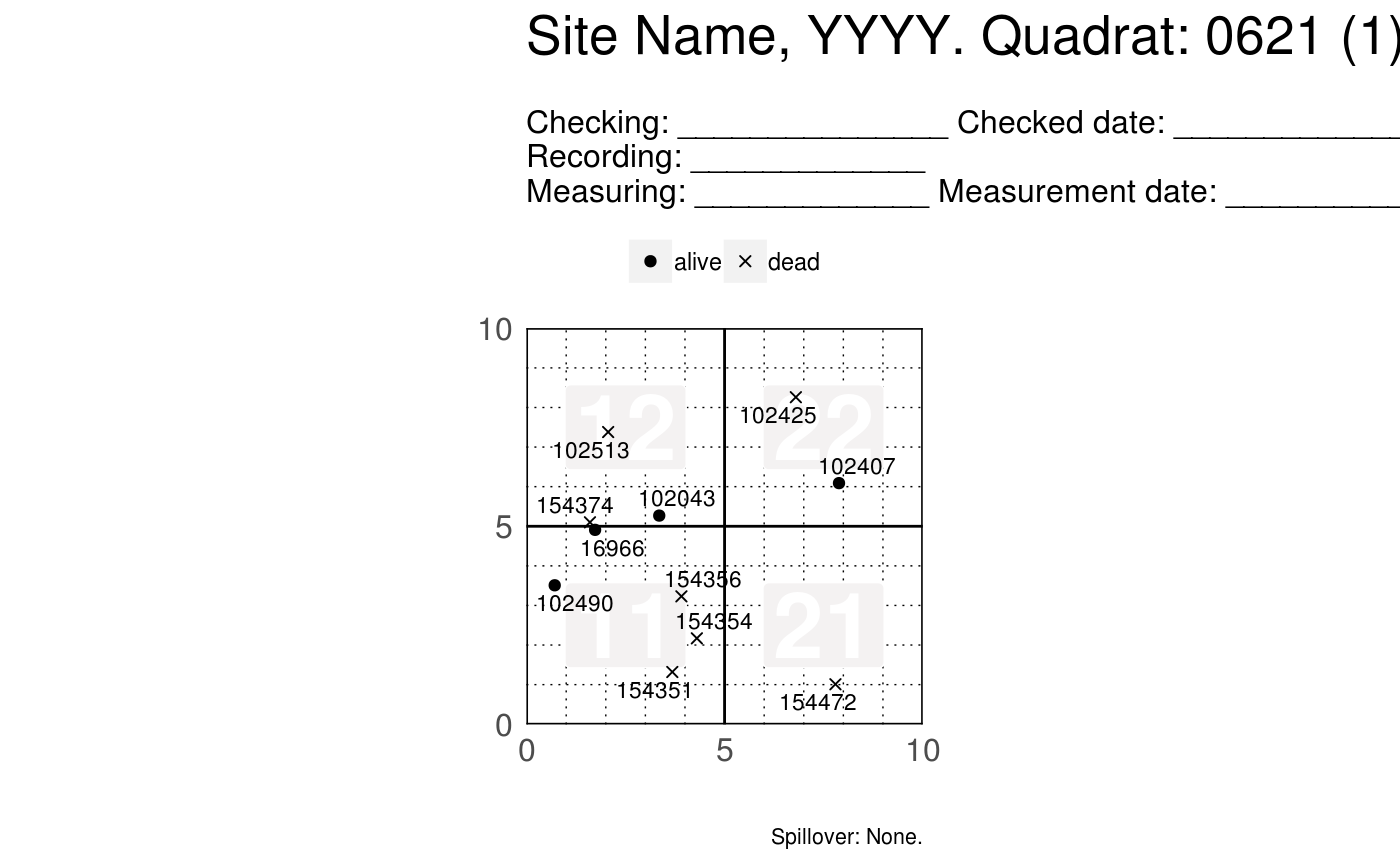 Site Name, YYYY. Quadrat: 0621 (1)
Checking: _______________ Checked date: _____________
Recording: _____________
Measuring: _____________ Measurement date: __________
alive dead
10
12
22
102425
102513
102407
102043
154374
5
16966
154356
102490
11
21
154354
154351
154472
0
0 5 10
Spillover: None.